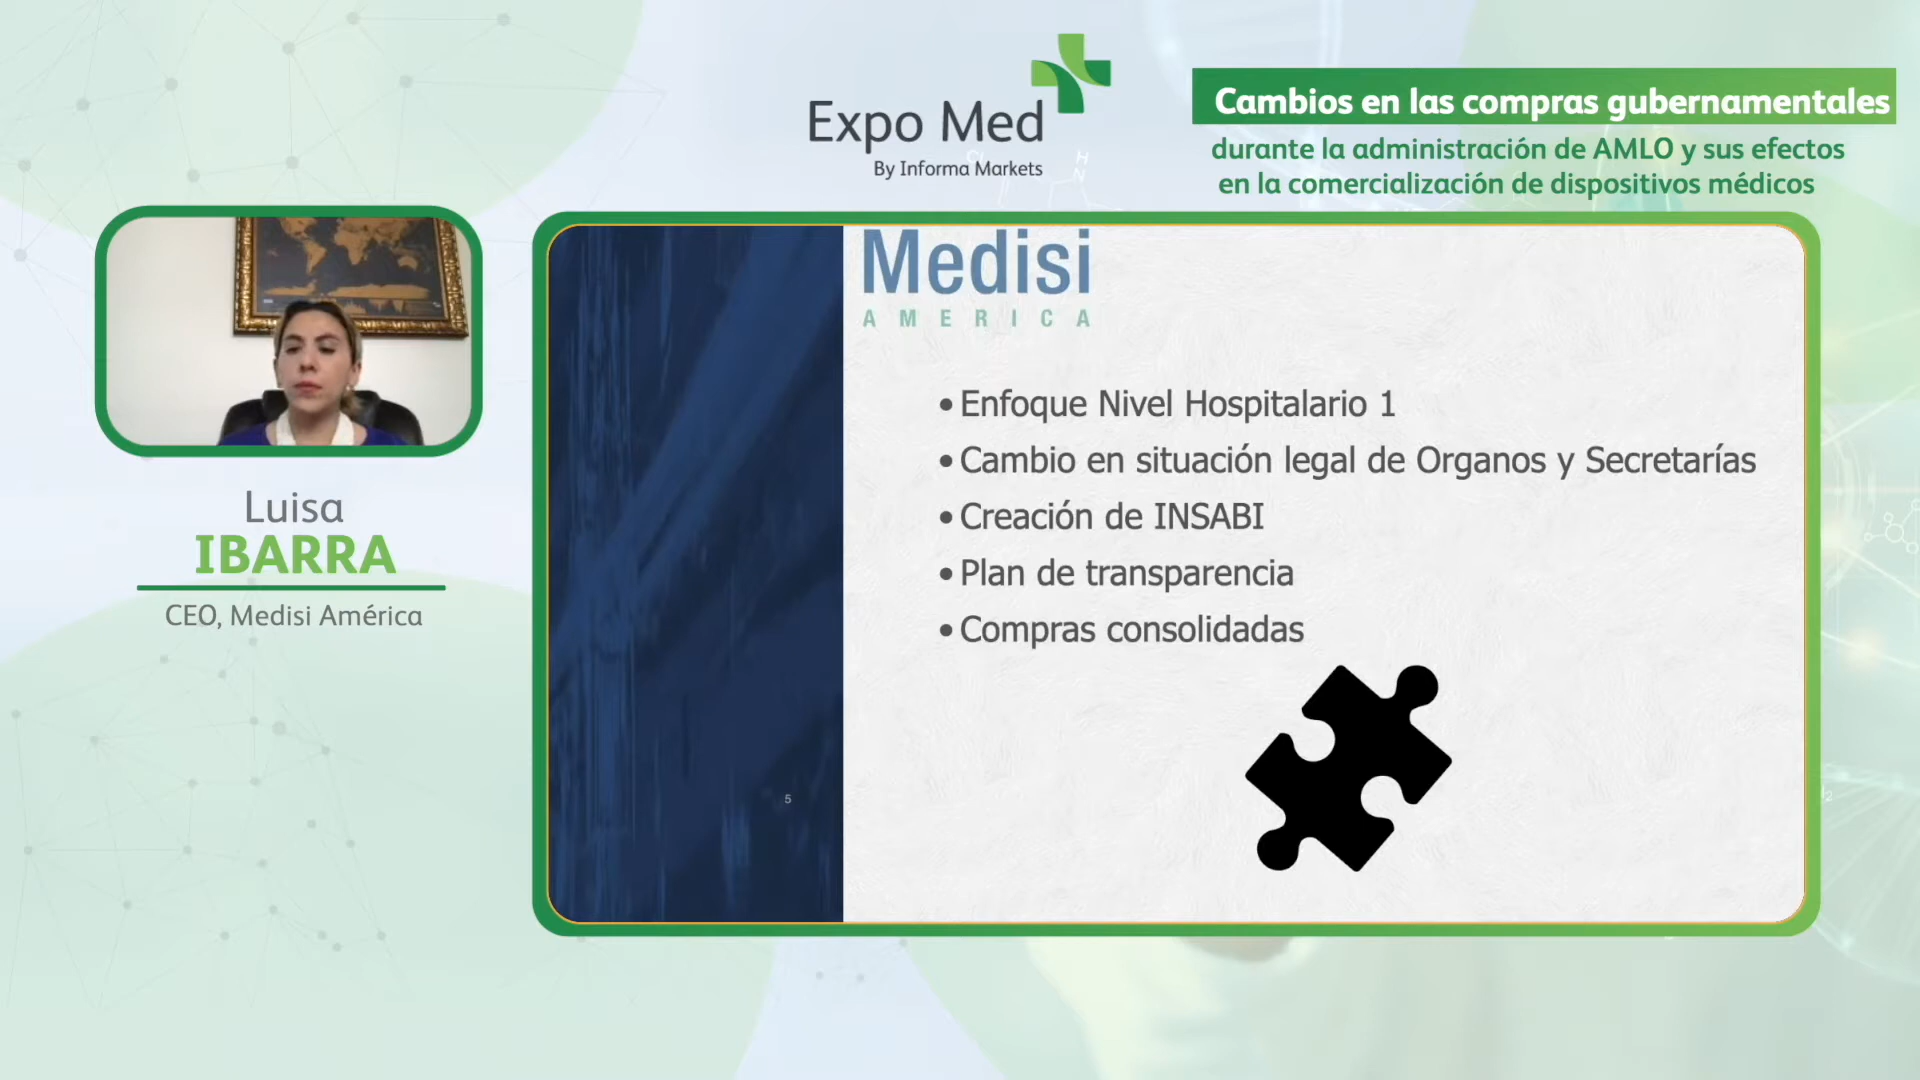 Expo Med
By Informa Markets
Cambios en las compras gubernamentales
durante la administración de AMLO y sus efectos
en la comercialización de dispositivos médicos
Luisa
IBARRA
CEO, Medisi América
Medisi
AMERICA
•Enfoque Nivel Hospitalario 1
•Cambio en situación legal de Organos y Secretarías
•Creación de INSABI
•Plan de transparencia
•Compras consolidadas
5